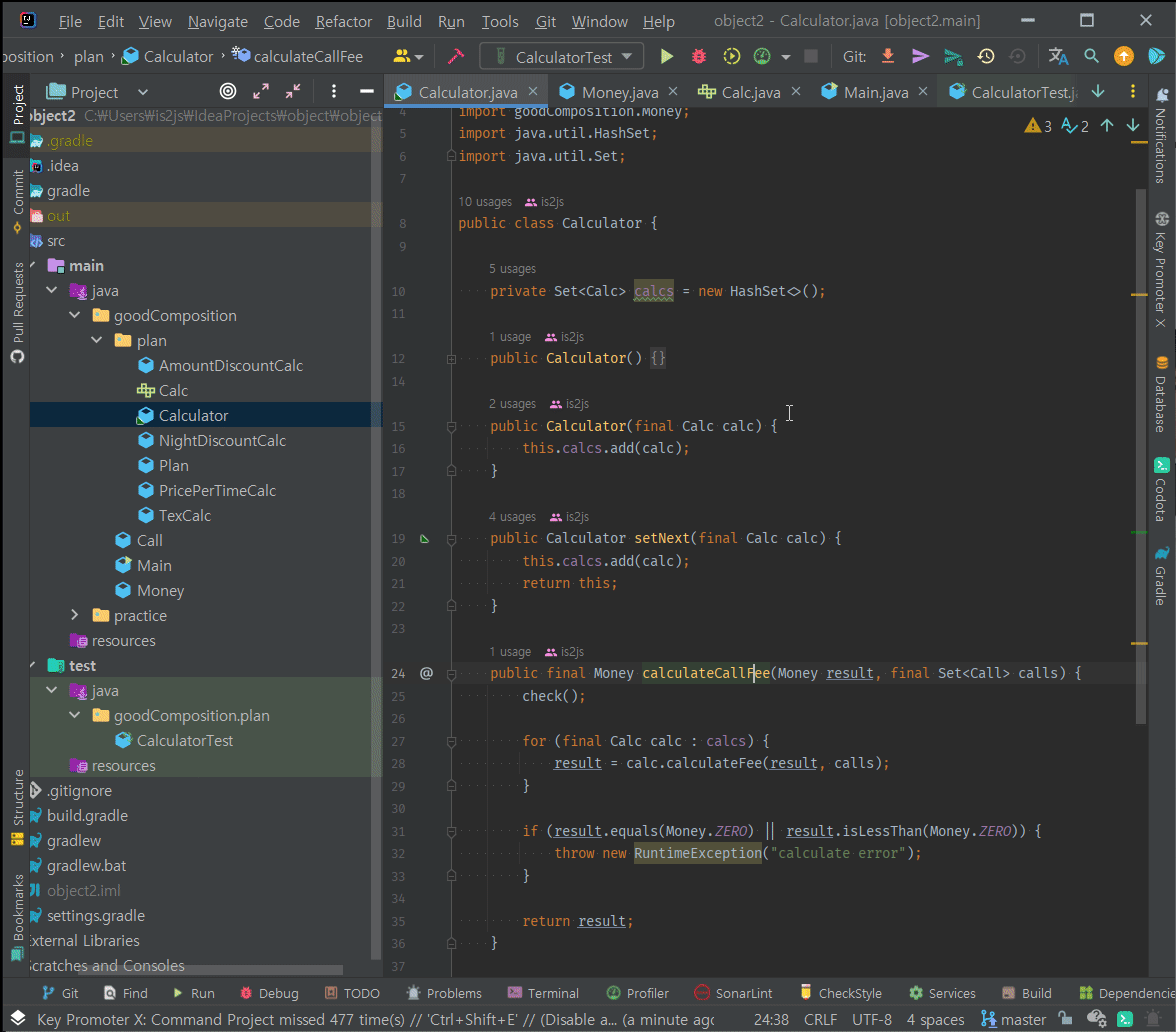 File Edit View Navigate Code Refactor Build Run Tools Git Window Help object2 - Calculator.java [object2.main]
position › plan › Calculator › calculateCallFee CalculatorTest Git:
Project
Calculator.java Money.java Calc.java Main.java CalculatorTest.j
object2 C:₩Users₩is2js₩IdeaProjects₩object₩object
.gradle
.idea
gradle
out
src
main
java
goodComposition
plan
AmountDiscountCalc
Calc
Calculator
NightDiscountCalc
Plan
PricePerTimeCalc
TexCalc
Call
Main
Money
practice
resources
test
java
goodComposition.plan
CalculatorTest
resources
.gitignore
build.gradle
gradlew
gradlew.bat
object2.iml
settings.gradle
External Libraries
Scratches and Consoles
Project
Commit
Pull Requests
Structure
Bookmarks
3 2
4 import goodComposition.Money;
5 import java.util.HashSet;
6 import java.util.Set;
7
10 usages is2js
8 public class Calculator {
9
5 usages
10 private Set<Calc> calcs = new HashSet<>();
11
1 usage is2js
12 public Calculator() {}
14
2 usages is2js
15 public Calculator(final Calc calc) {
16 this.calcs.add(calc);
17 }
18
4 usages is2js
19 public Calculator setNext(final Calc calc) {
20 this.calcs.add(calc);
21 return this;
22 }
23
1 usage is2js
24 @ public final Money calculateCallFee(Money result, final Set<Call> calls) {
25 check();
26
27 for (final Calc calc : calcs) {
28 result = calc.calculateFee(result, calls);
29 }
30
31 if (result.equals(Money.ZERO) || result.isLessThan(Money.ZERO)) {
32 throw new RuntimeException("calculate error");
33 }
34
35 return result;
36 }
37
Notifications
Key Promoter X
Database
Codota
Gradle
Git Find Run Debug TODO Problems Terminal Profiler SonarLint CheckStyle Services Build Dependencie
Key Promoter X: Command Project missed 477 time(s) // 'Ctrl+Shift+E' // (Disable a... (a minute ago 24:38 CRLF UTF-8 4 spaces master